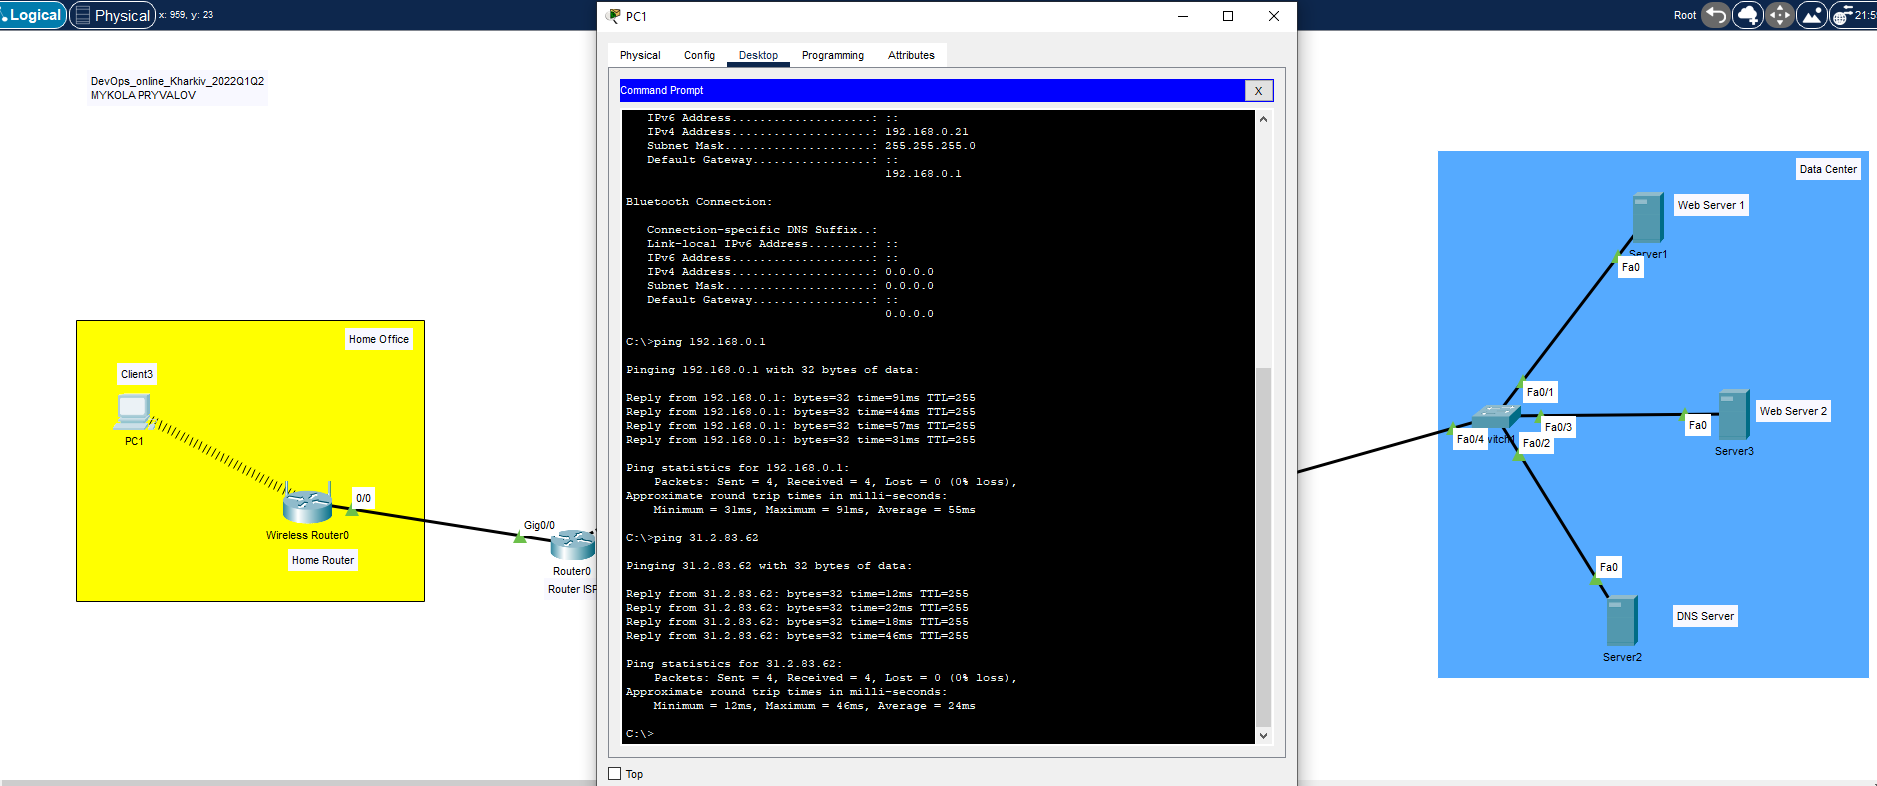 Logical
Physical
x: 959, y: 23
PC1
Root
DevOps_online_Kharkiv_2022Q1Q2
MYKOLA PRYVALOV
Physical Config Desktop Programming Attributes
Command Prompt
X
IPv6 Address....................: ::
IPv4 Address....................: 192.168.0.21
Subnet Mask.....................: 255.255.255.0
Default Gateway.................: ::
192.168.0.1
Bluetooth Connection:
Connection-specific DNS Suffix..:
Link-local IPv6 Address.........: ::
IPv6 Address....................: ::
IPv4 Address....................: 0.0.0.0
Subnet Mask.....................: 0.0.0.0
Default Gateway.................: ::
0.0.0.0
C:\>ping 192.168.0.1
Pinging 192.168.0.1 with 32 bytes of data:
Reply from 192.168.0.1: bytes=32 time=91ms TTL=255
Reply from 192.168.0.1: bytes=32 time=44ms TTL=255
Reply from 192.168.0.1: bytes=32 time=57ms TTL=255
Reply from 192.168.0.1: bytes=32 time=31ms TTL=255
Ping statistics for 192.168.0.1:
Packets: Sent = 4, Received = 4, Lost = 0 (0% loss),
Approximate round trip times in milli-seconds:
Minimum = 31ms, Maximum = 91ms, Average = 55ms
C:\>ping 31.2.83.62
Pinging 31.2.83.62 with 32 bytes of data:
Reply from 31.2.83.62: bytes=32 time=12ms TTL=255
Reply from 31.2.83.62: bytes=32 time=22ms TTL=255
Reply from 31.2.83.62: bytes=32 time=18ms TTL=255
Reply from 31.2.83.62: bytes=32 time=46ms TTL=255
Ping statistics for 31.2.83.62:
Packets: Sent = 4, Received = 4, Lost = 0 (0% loss),
Approximate round trip times in milli-seconds:
Minimum = 12ms, Maximum = 46ms, Average = 24ms
C:\>
Top
Home Office
Client3
PC1
0/0
Wireless Router0
Home Router
Gig0/0
Router0
Router ISP
Data Center
Web Server 1
Server1
Fa0
Fa0/1
Web Server 2
Fa0/3
Fa0
Fa0/4
Fa0/2
Server3
Fa0
DNS Server
Server2